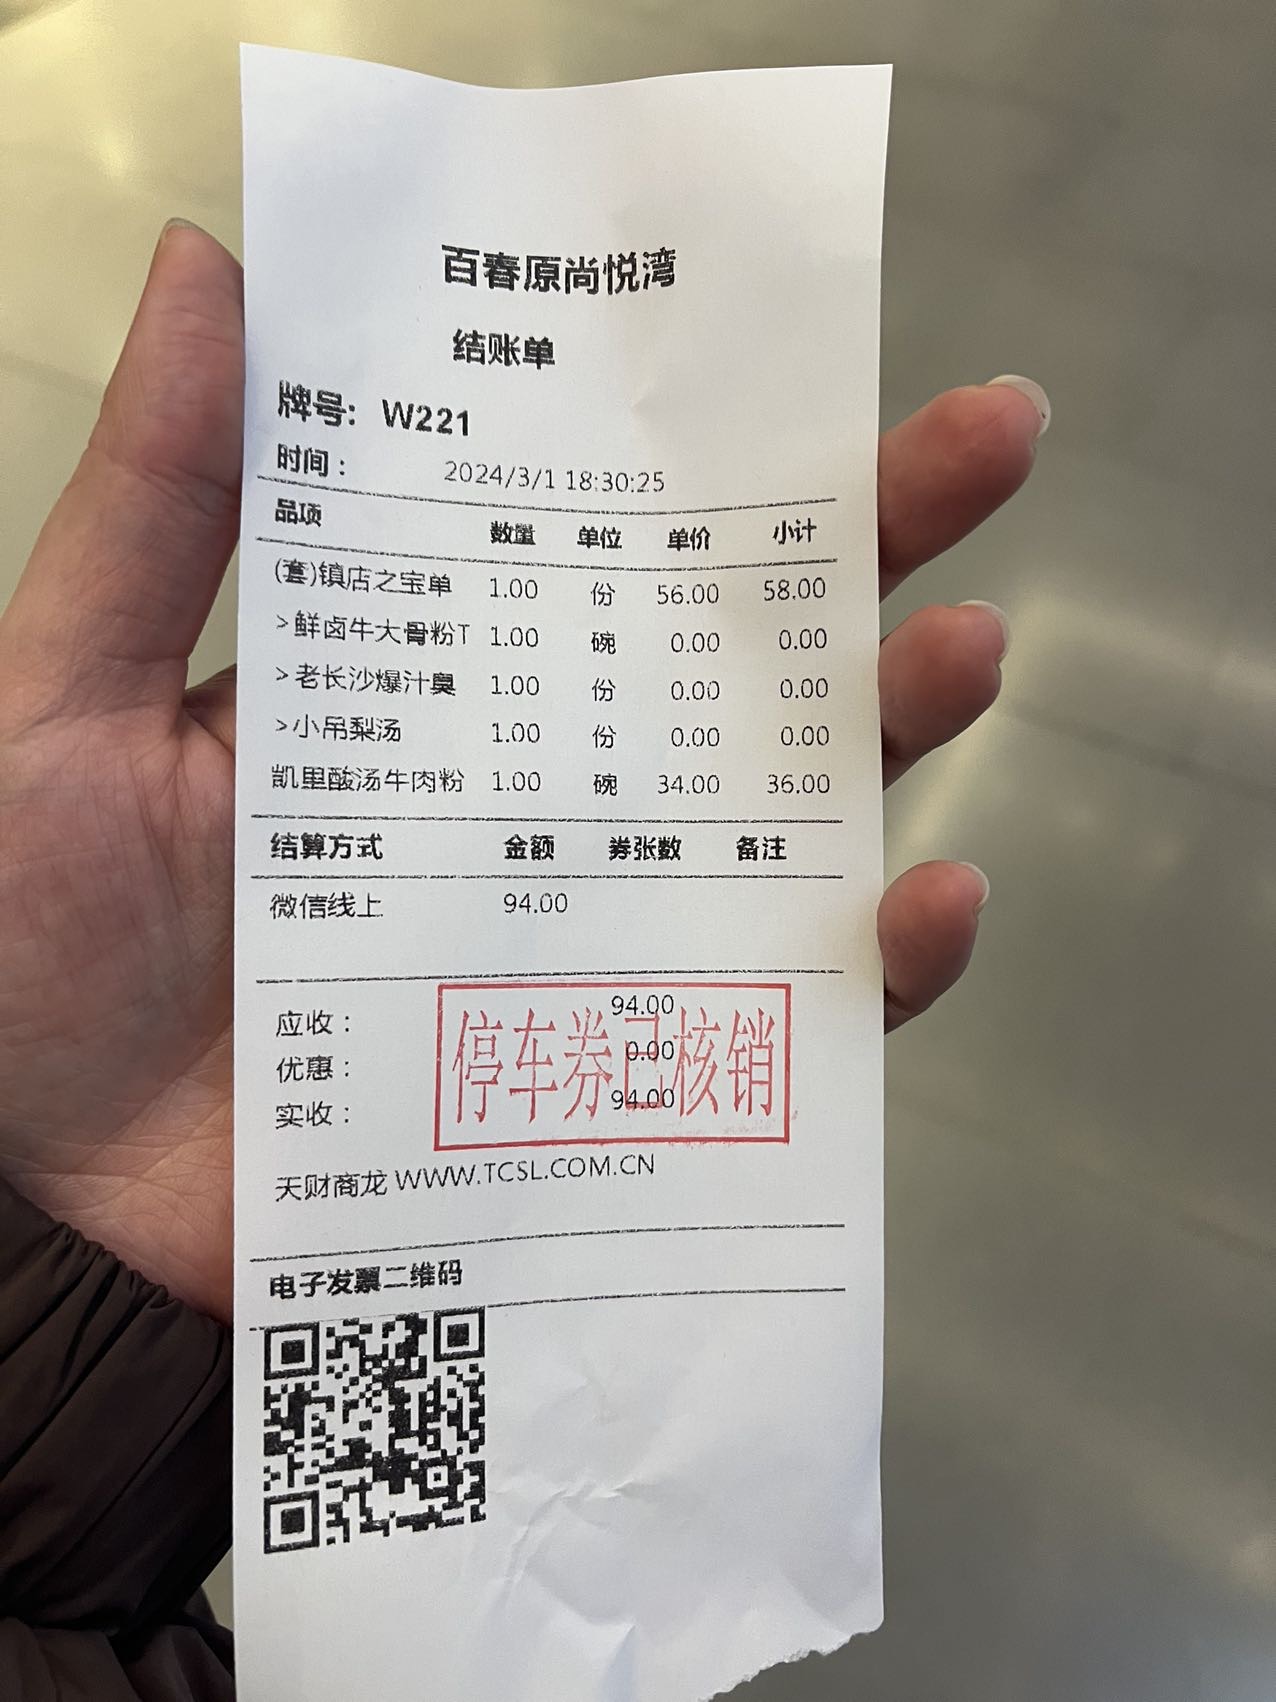 百春原尚悦湾
结账单
牌号: W221
时间： 2024/3/1 18:30:25
品项 数量 单位 单价 小计
(套)镇店之宝单 1.00 份 56.00 58.00
>鲜卤牛大骨粉T 1.00 碗 0.00 0.00
>老长沙爆汁臭 1.00 份 0.00 0.00
>小吊梨汤 1.00 份 0.00 0.00
凯里酸汤牛肉粉 1.00 碗 34.00 36.00
结算方式 金额 券张数 备注
微信线上 94.00
应收： 94.00
优惠： 0.00
实收： 94.00
停车券已核销
天财商龙 WWW.TCSL.COM.CN
电子发票二维码